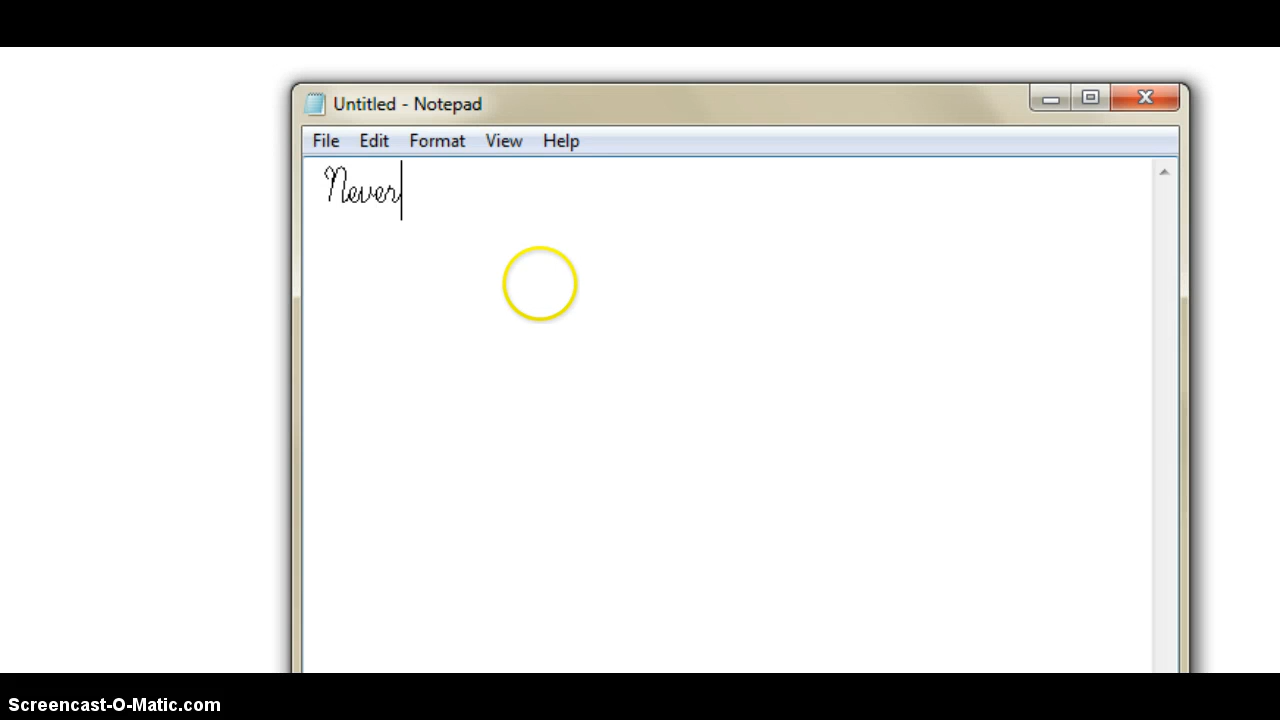 Untitled - Notepad
File Edit Format View Help
Never
Screencast-O-Matic.com